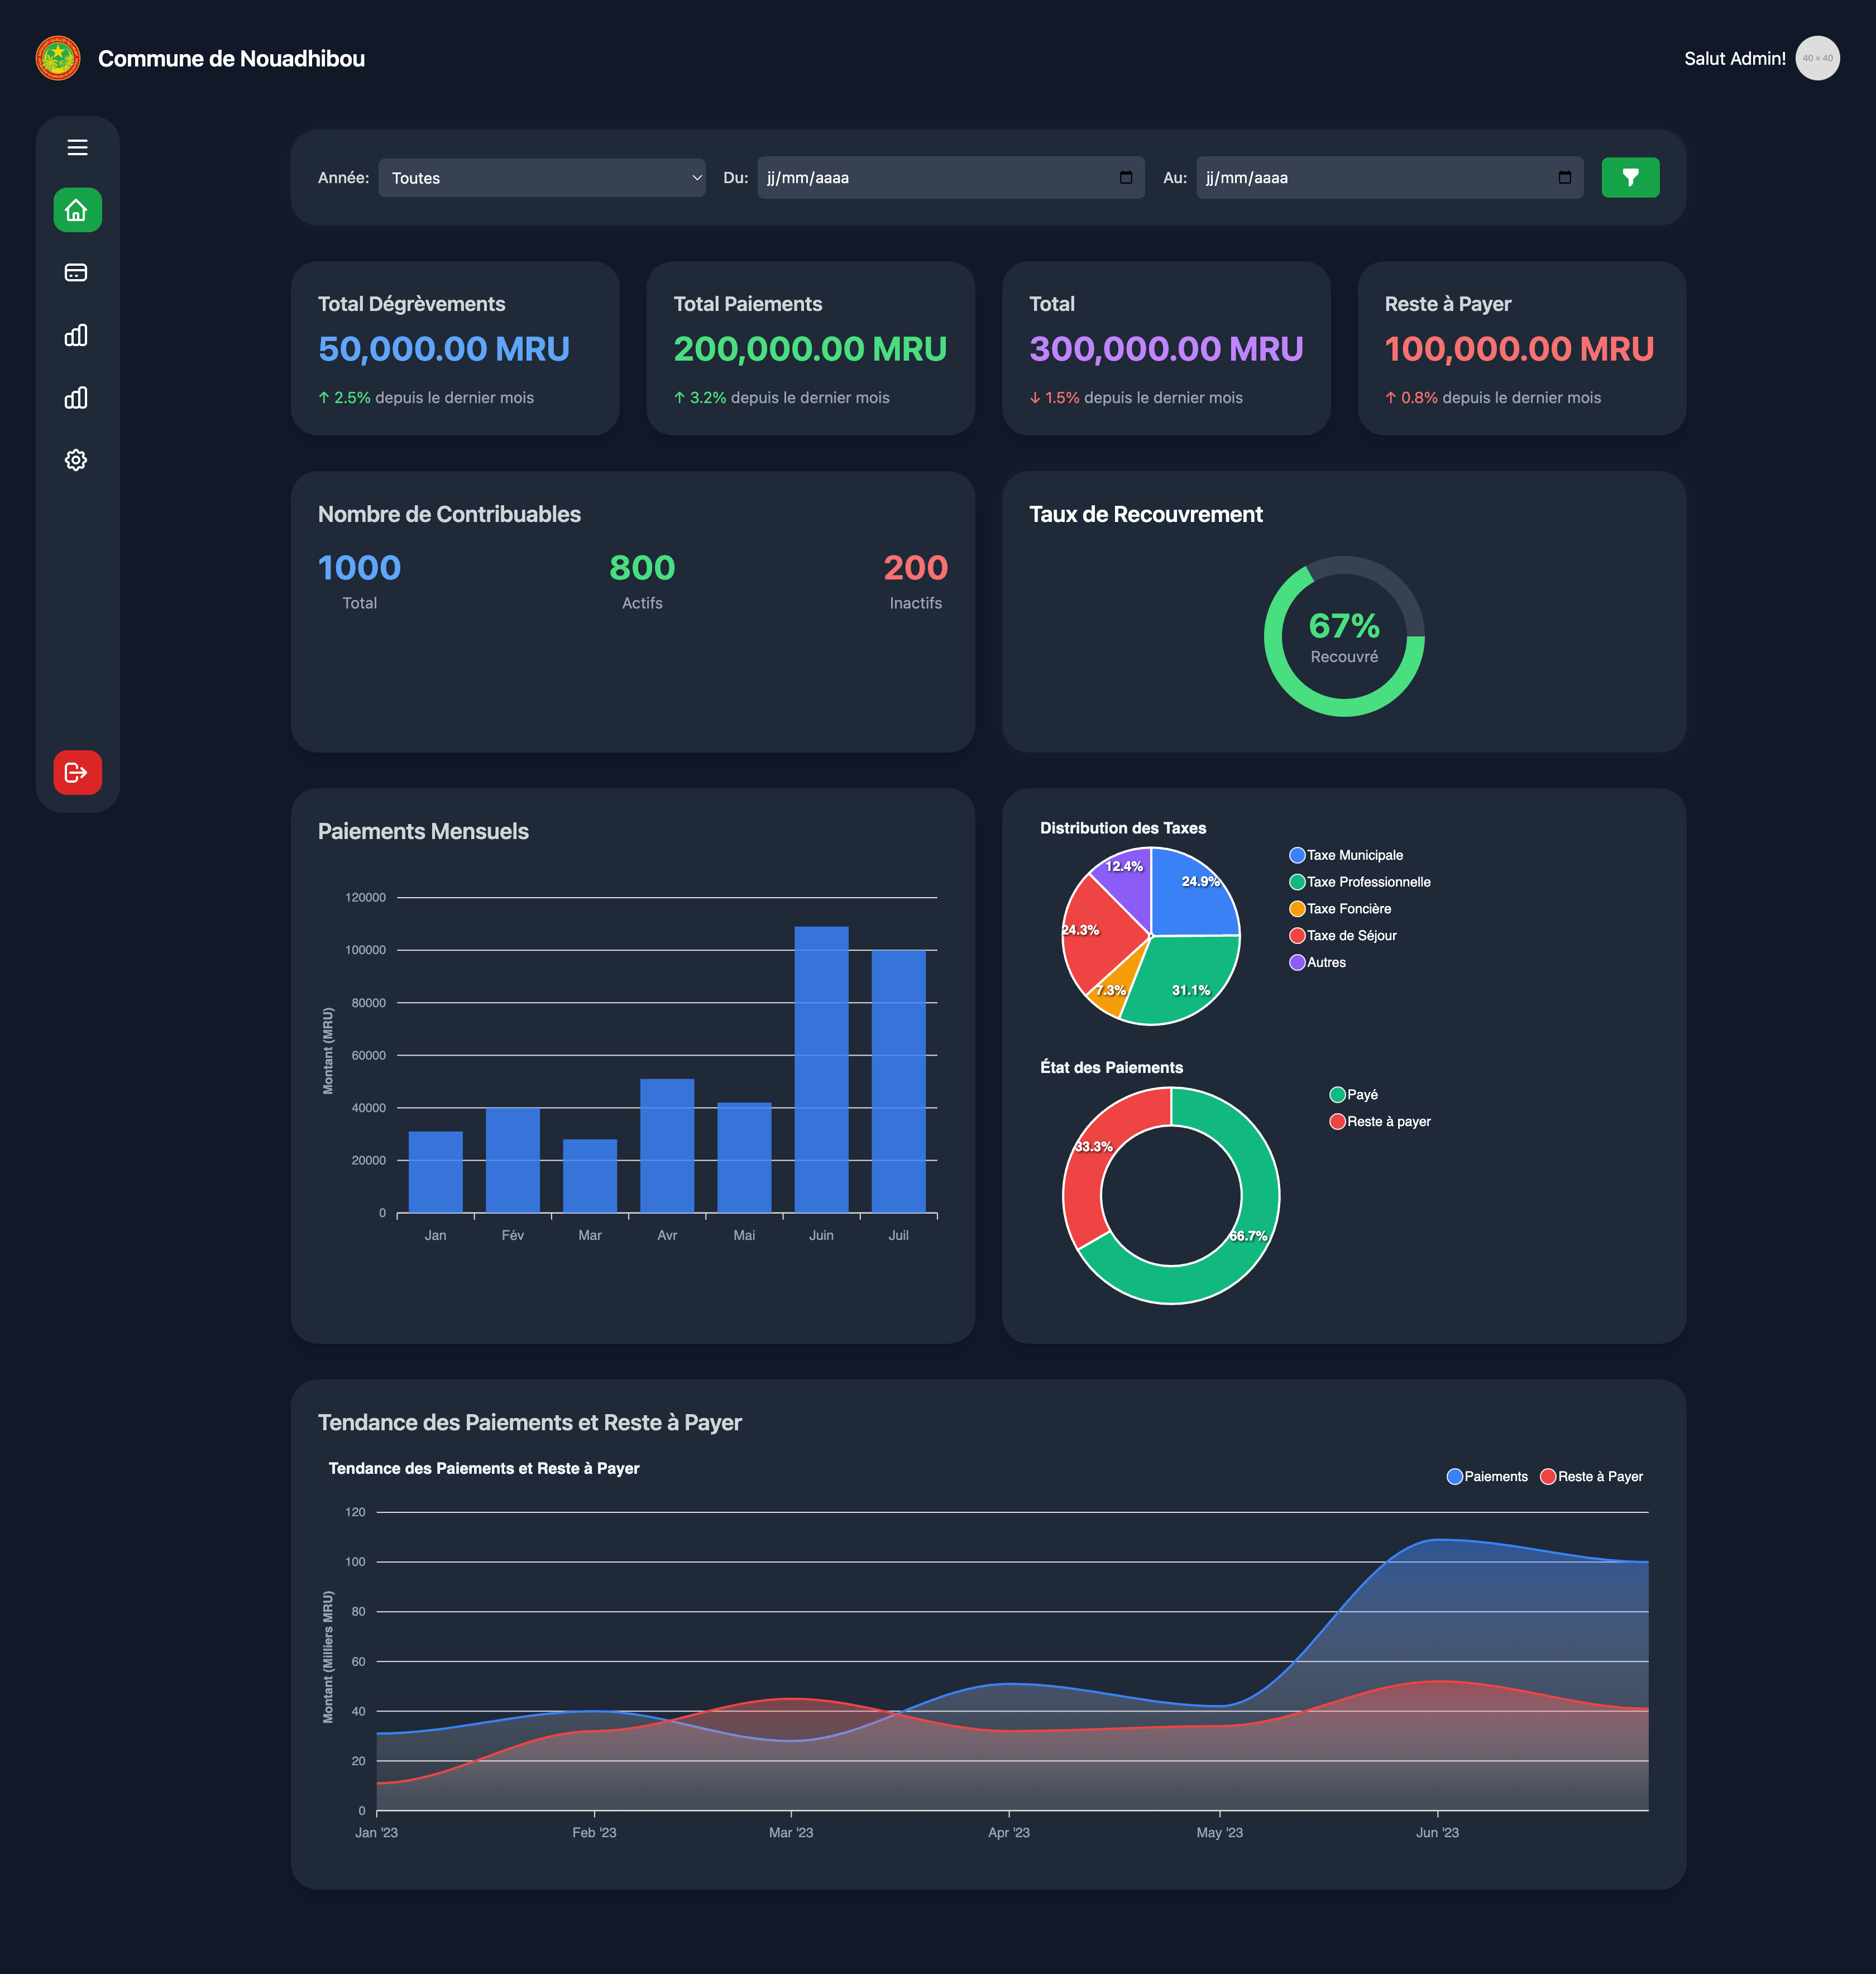 Commune de Nouadhibou
Salut Admin!
40 × 40
Année:
Toutes
Du:
jj/mm/aaaa
Au:
jj/mm/aaaa
Total Dégrèvements
50,000.00 MRU
↑ 2.5% depuis le dernier mois
Total Paiements
200,000.00 MRU
↑ 3.2% depuis le dernier mois
Total
300,000.00 MRU
↓ 1.5% depuis le dernier mois
Reste à Payer
100,000.00 MRU
↑ 0.8% depuis le dernier mois
Nombre de Contribuables
1000
Total
800
Actifs
200
Inactifs
Taux de Recouvrement
67%
Recouvré
Paiements Mensuels
Montant (MRU)
120000
100000
80000
60000
40000
20000
0
Jan
Fév
Mar
Avr
Mai
Juin
Juil
Distribution des Taxes
12.4%
24.9%
24.3%
7.3%
31.1%
Taxe Municipale
Taxe Professionnelle
Taxe Foncière
Taxe de Séjour
Autres
État des Paiements
33.3%
66.7%
Payé
Reste à payer
Tendance des Paiements et Reste à Payer
Tendance des Paiements et Reste à Payer
Paiements
Reste à Payer
Montant (Milliers MRU)
120
100
80
60
40
20
0
Jan '23
Feb '23
Mar '23
Apr '23
May '23
Jun '23